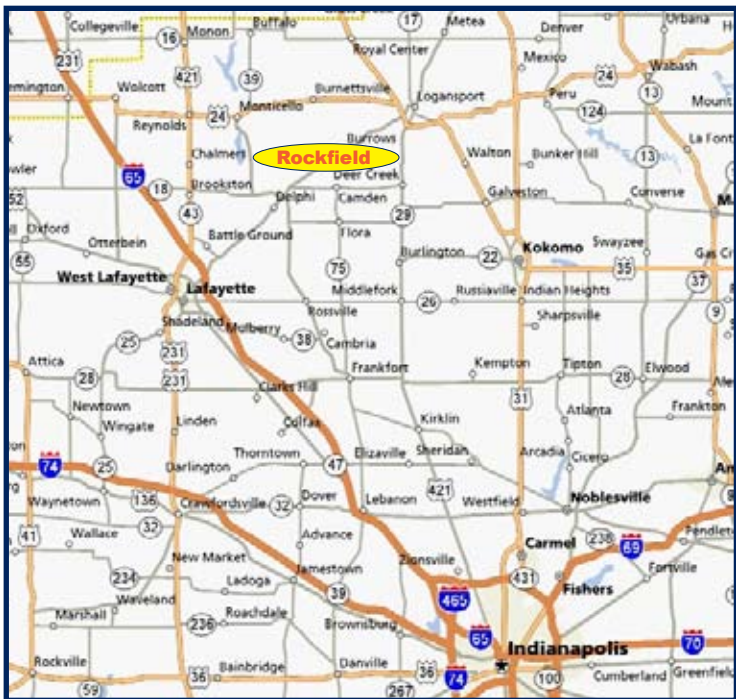 Collegeville
Buffalo
17
Metea
Denver
Urbana
16
Monon
Royal Center
Mexico
231
421
39
24
Wabash
Wolcott
Burnettsville
Logansport
Peru
13
Reynolds
24
Monticello
124
Mount
Burrows
La Font
Chalmers
Rockfield
Walton
Bunker Hill
13
65
18
Brookston
Deer Creek
Delphi
Camden
Galveston
Converse
52
43
29
Oxford
Battle Ground
Flora
Otterbein
Burlington
22
Kokomo
Swayzee
Gas C
55
75
35
West Lafayette
Lafayette
37
Middlefork
26
Russiaville
Indian Heights
Rossville
9
Shadeland
Mulberry
38
Sharpsville
25
Cambria
231
Attica
28
231
Frankfort
Kempton
Tipton
28
Elwood
Clarks Hill
31
Newtown
Atlanta
Frankton
Wingate
Linden
Colfax
Kirklin
Thorntown
Elizaville
Sheridan
Arcadia
Cicero
74
25
Darlington
47
421
Waynetown
136
Crawfordsville
32
Dover
Lebanon
Westfield
Noblesville
32
41
Wallace
Advance
238
69
Pendlet
New Market
Zionsville
Carmel
234
Ladoga
Jamestown
431
Fishers
Fortville
Waveland
39
465
Marshall
236
Roachdale
Brownsburg
65
Indianapolis
70
Rockville
36
Bainbridge
Danville
36
74
100
Cumberland
Greenfield
59
267